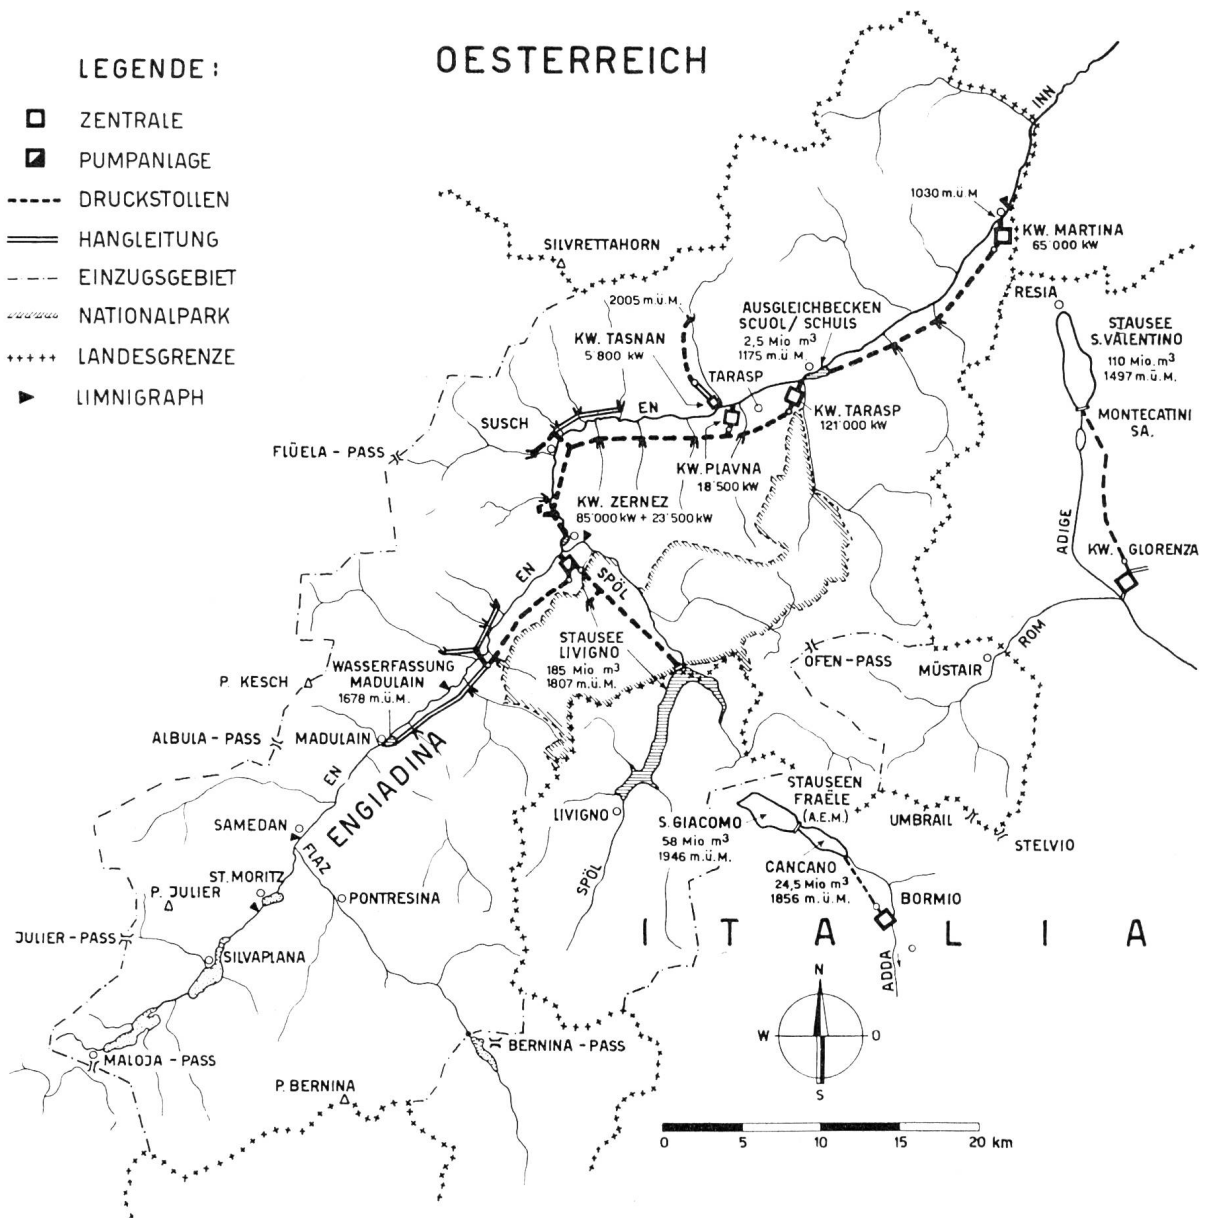 OESTERREICH
LEGENDE:
ZENTRALE
PUMPANLAGE
DRUCKSTOLLEN
HANGLEITUNG
EINZUGSGEBIET
NATIONALPARK
LANDESGRENZE
LIMNIGRAPH
INN
1030 m.ü.M
KW. MARTINA
65'000 kW
SILVRETTAHORN
RESIA
2005 m.ü.M.
AUSGLEICHBECKEN
SCUOL/SCHULS
2,5 Mio m³
1175 m.ü.M.
KW. TASNAN
5 800 kW
STAUSEE
S. VALENTINO
110 Mio. m³
1497 m.ü.M.
TARASP
EN
KW. TARASP
121'000 kW
MONTECATINI
SA.
SUSCH
FLÜELA - PASS
KW. PLAVNA
18'500 kW
KW. ZERNEZ
85'000 kW + 23'500 kW
ADIGE
KW. GLORENZA
EN
SPÖL
STAUSEE
LIVIGNO
185 Mio m³
1807 m.ü.M.
ROM
OFEN - PASS
MÜSTAIR
WASSERFASSUNG
MADULAIN
1678 m.ü.M.
P. KESCH
ALBULA - PASS
MADULAIN
EN
ENGIADINA
STAUSEEN
FRAËLE
(A.E.M.)
LIVIGNO
S. GIACOMO
58 Mio m³
1946 m.ü.M.
UMBRAIL
STELVIO
SAMEDAN
FLAZ
CANCANO
24,5 Mio m³
1856 m.ü.M.
SPÖL
ST. MORITZ
P. JULIER
PONTRESINA
BORMIO
ITALIA
JULIER - PASS
SILVAPLANA
ADDA
N
W
O
S
MALOJA - PASS
BERNINA - PASS
P. BERNINA
0 5 10 15 20 km